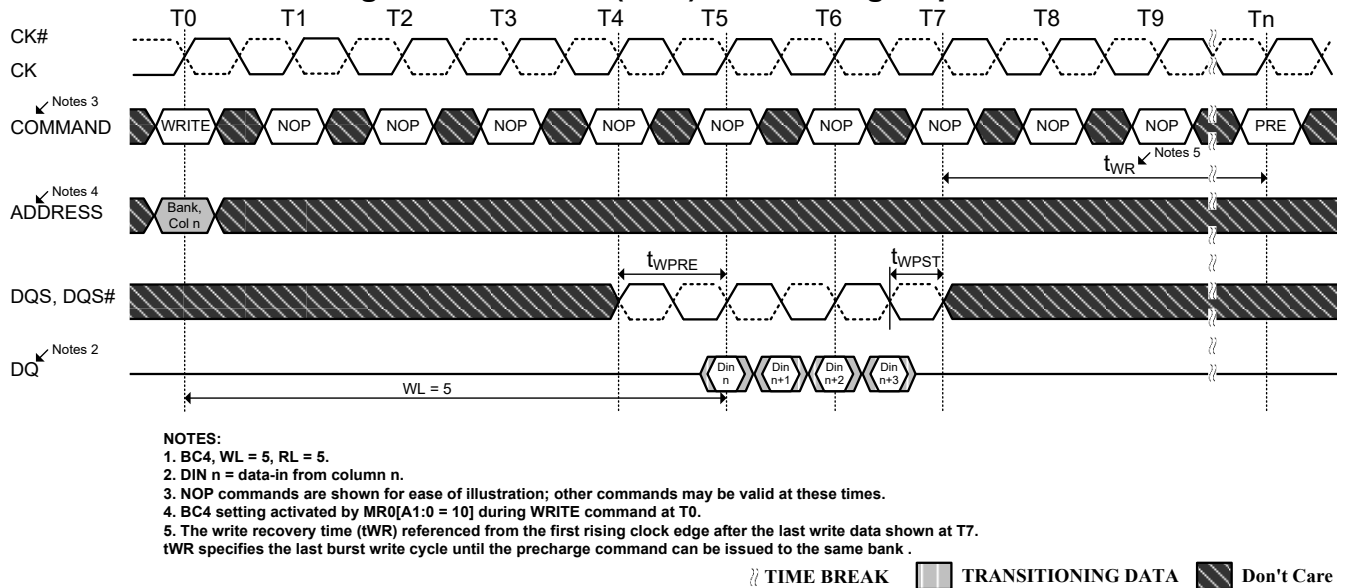 T0 T1 T2 T3 T4 T5 T6 T7 T8 T9 Tn
CK#
CK
Notes 3
COMMAND
WRITE NOP NOP NOP NOP NOP NOP NOP NOP NOP PRE
tWR Notes 5
Notes 4
ADDRESS
Bank,
Col n
tWPRE tWPST
DQS, DQS#
Notes 2
DQ
Din n Din n+1 Din n+2 Din n+3
WL = 5
NOTES:
1. BC4, WL = 5, RL = 5.
2. DIN n = data-in from column n.
3. NOP commands are shown for ease of illustration; other commands may be valid at these times.
4. BC4 setting activated by MR0[A1:0 = 10] during WRITE command at T0.
5. The write recovery time (tWR) referenced from the first rising clock edge after the last write data shown at T7.
tWR specifies the last burst write cycle until the precharge command can be issued to the same bank .
TIME BREAK TRANSITIONING DATA Don't Care